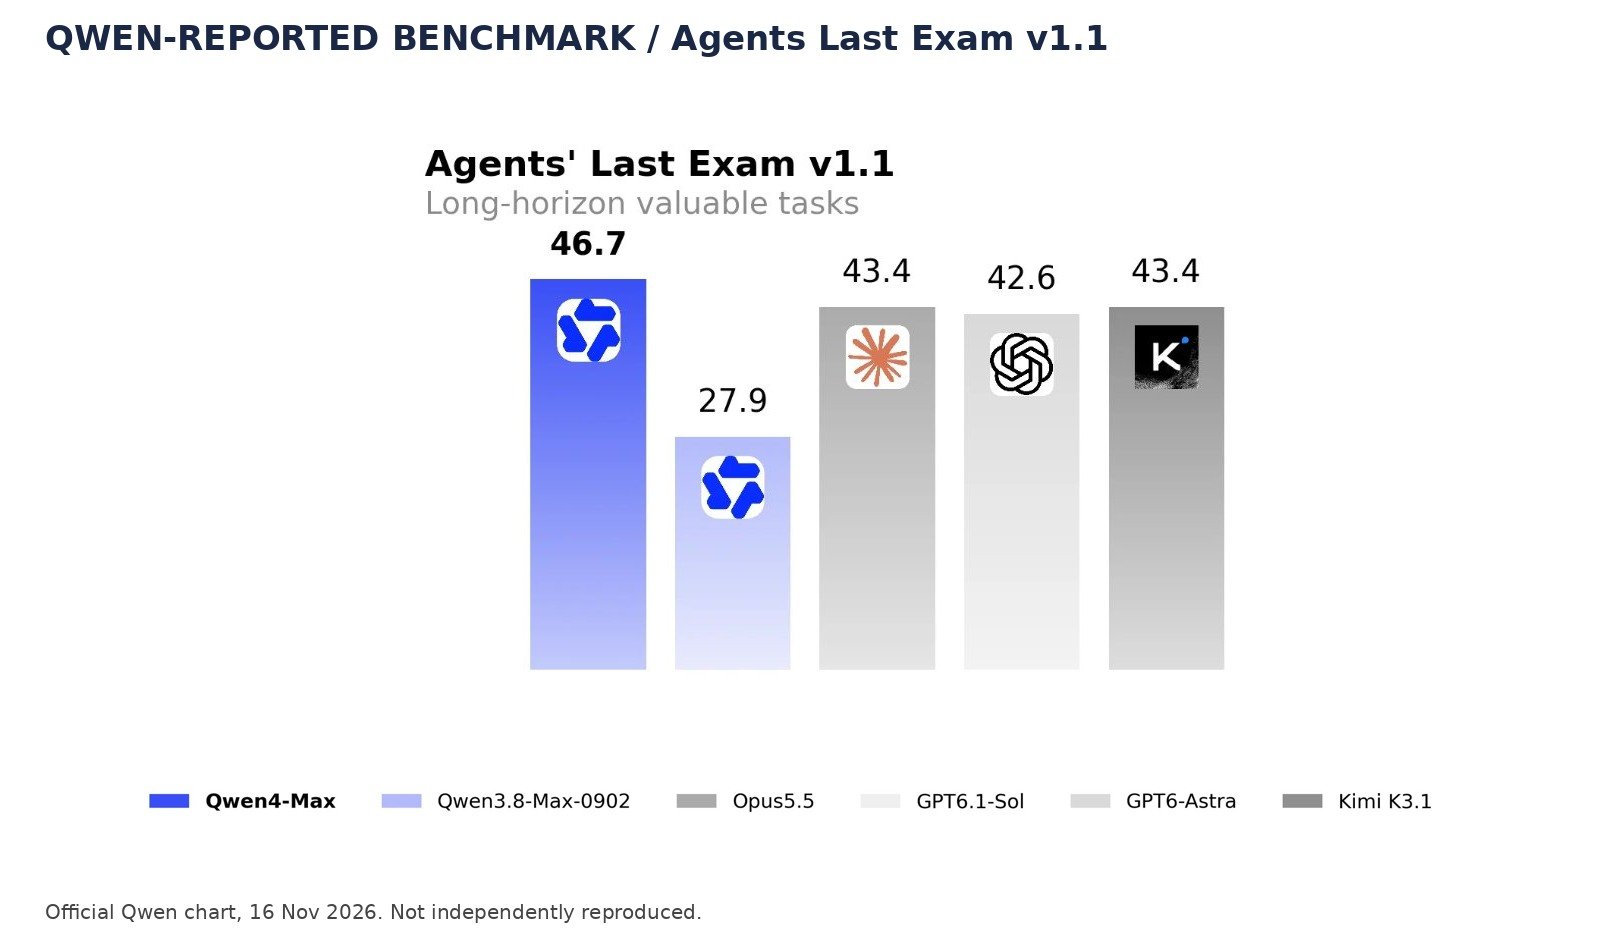 QWEN-REPORTED BENCHMARK / Agents Last Exam v1.1
Agents' Last Exam v1.1
Long-horizon valuable tasks
46.7
27.9
43.4
42.6
43.4
K
Qwen4-Max
Qwen3.8-Max-0902
Opus5.5
GPT6.1-Sol
GPT6-Astra
Kimi K3.1
Official Qwen chart, 16 Nov 2026. Not independently reproduced.